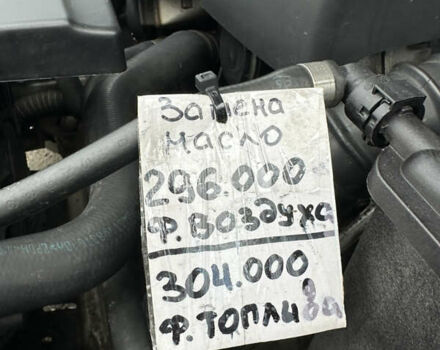 Замена
масло
296.000
ф. воздуха
304.000
ф. топлива